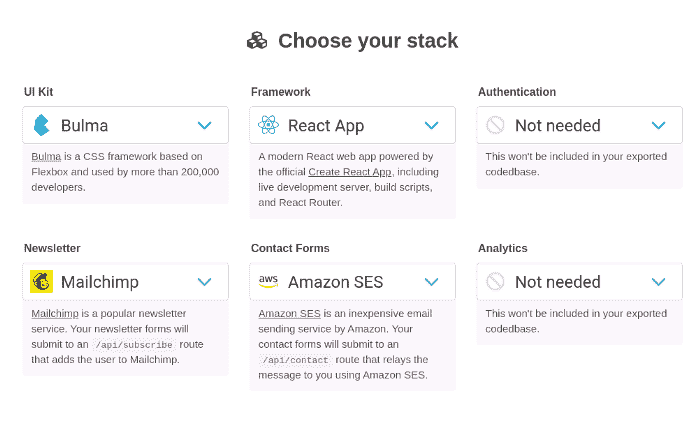 Choose your stack
UI Kit
Bulma
Bulma is a CSS framework based on
Flexbox and used by more than 200,000
developers.
Framework
React App
A modern React web app powered by
the official Create React App, including
live development server, build scripts,
and React Router.
Authentication
Not needed
This won't be included in your exported
codedbase.
Newsletter
Mailchimp
Mailchimp is a popular newsletter
service. Your newsletter forms will
submit to an /api/subscribe route
that adds the user to Mailchimp.
Contact Forms
aws
Amazon SES
Amazon SES is an inexpensive email
sending service by Amazon. Your
contact forms will submit to an
/api/contact route that relays the
message to you using Amazon SES.
Analytics
Not needed
This won't be included in your exported
codedbase.